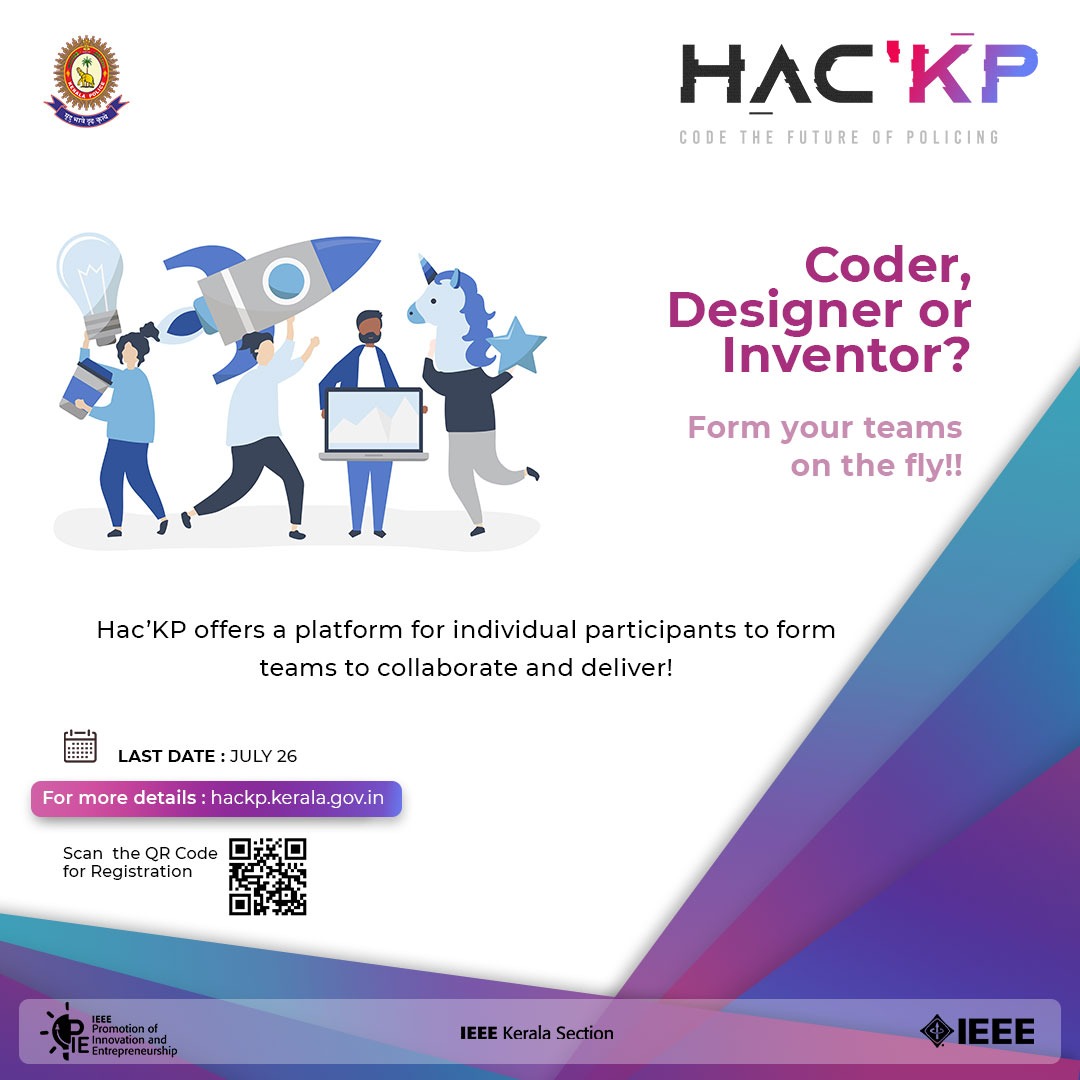 KERALA POLICE
मृदु भावे दृढ कृत्ये
HAC'KP
CODE THE FUTURE OF POLICING
Coder,
Designer or
Inventor?
Form your teams
on the fly!!
Hac’KP offers a platform for individual participants to form
teams to collaborate and deliver!
LAST DATE : JULY 26
For more details : hackp.kerala.gov.in
Scan the QR Code
for Registration
PIE
IEEE
Promotion of
Innovation and
Entrepreneurship
IEEE Kerala Section
IEEE